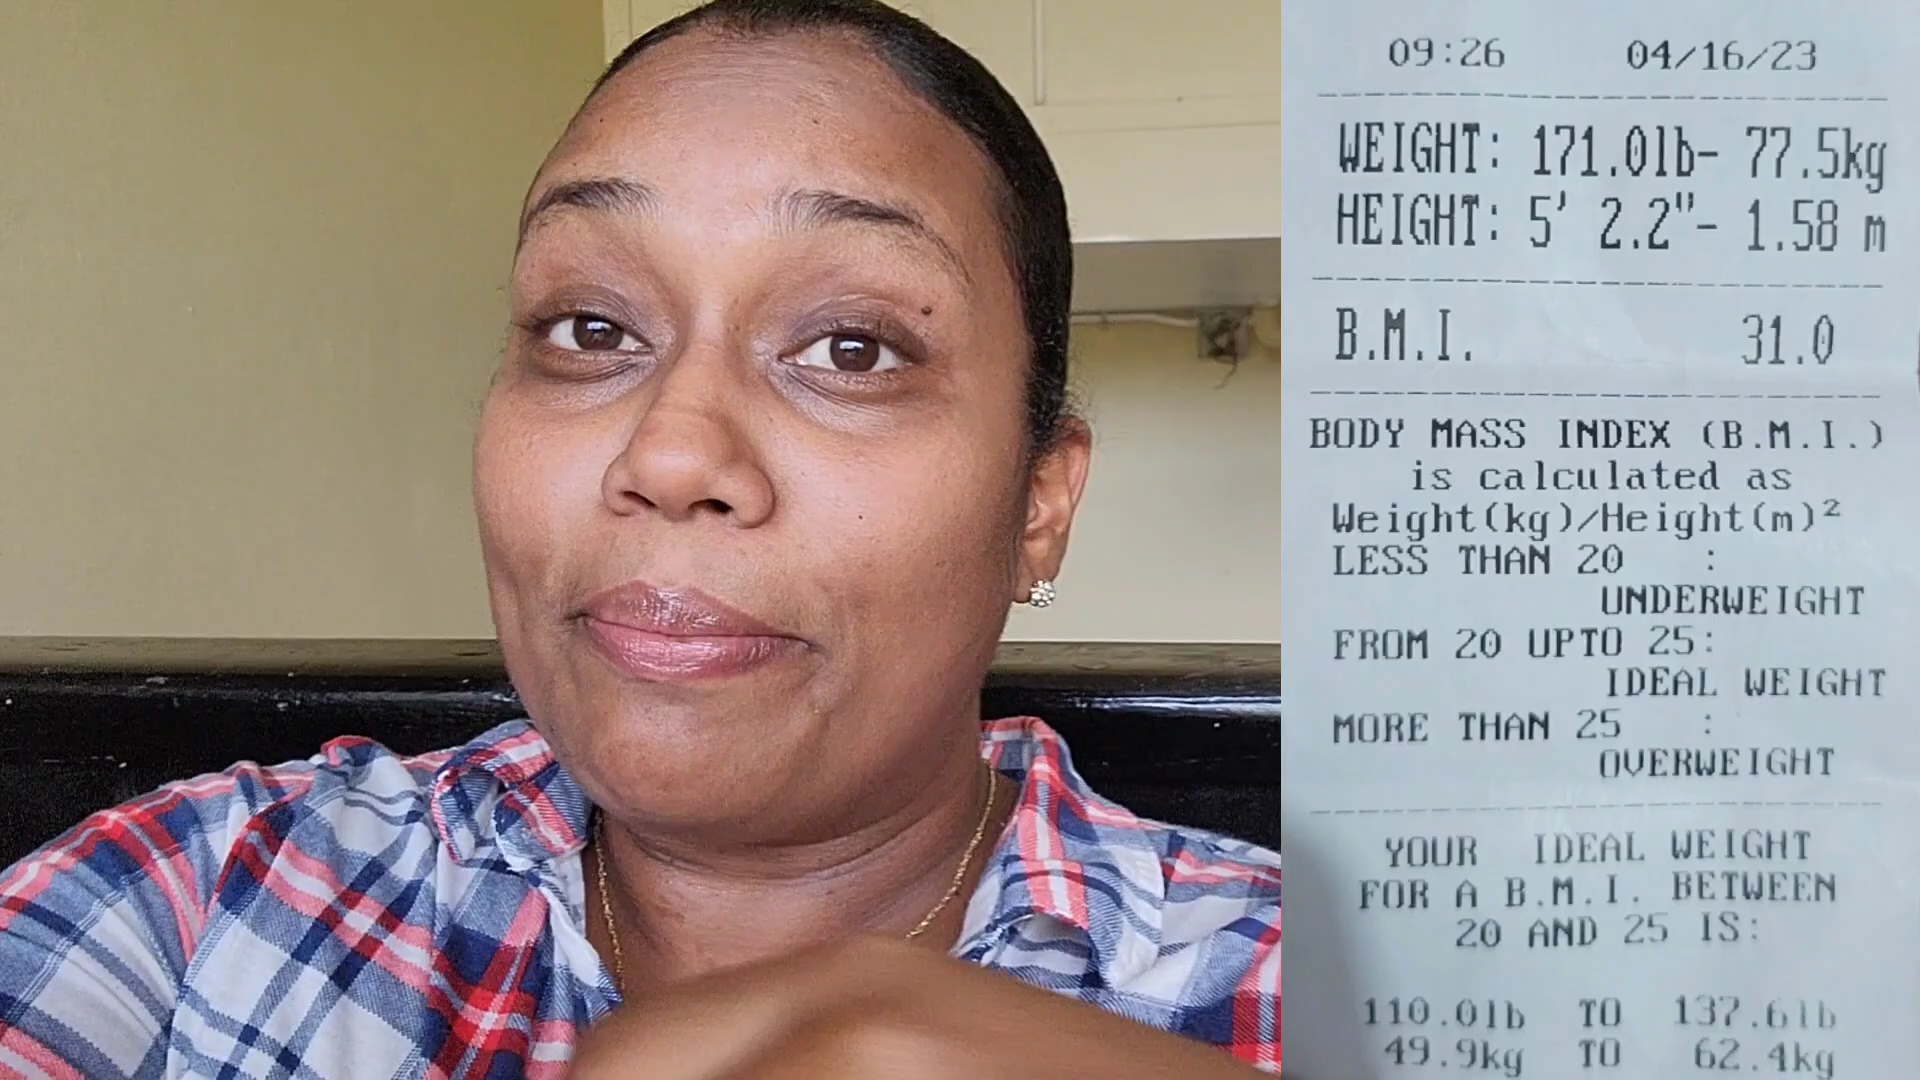 09:26 04/16/23
WEIGHT: 171.0lb- 77.5kg
HEIGHT: 5' 2.2"- 1.58 m
B.M.I. 31.0
BODY MASS INDEX (B.M.I.)
is calculated as
Weight(kg)/Height(m)²
LESS THAN 20 :
UNDERWEIGHT
FROM 20 UPTO 25:
IDEAL WEIGHT
MORE THAN 25 :
OVERWEIGHT
YOUR IDEAL WEIGHT
FOR A B.M.I. BETWEEN
20 AND 25 IS:
110.0lb TO 137.6lb
49.9kg TO 62.4kg